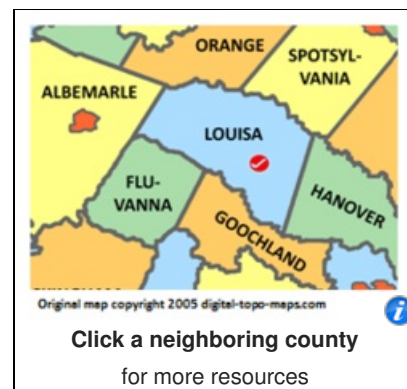 ORANGE
SPOTSYL-
VANIA
ALBEMARLE
LOUISA
FLU-
VANNA
HANOVER
GOOCHLAND
Original map copyright 2005 digital-topo-maps.com
i
Click a neighboring county
for more resources